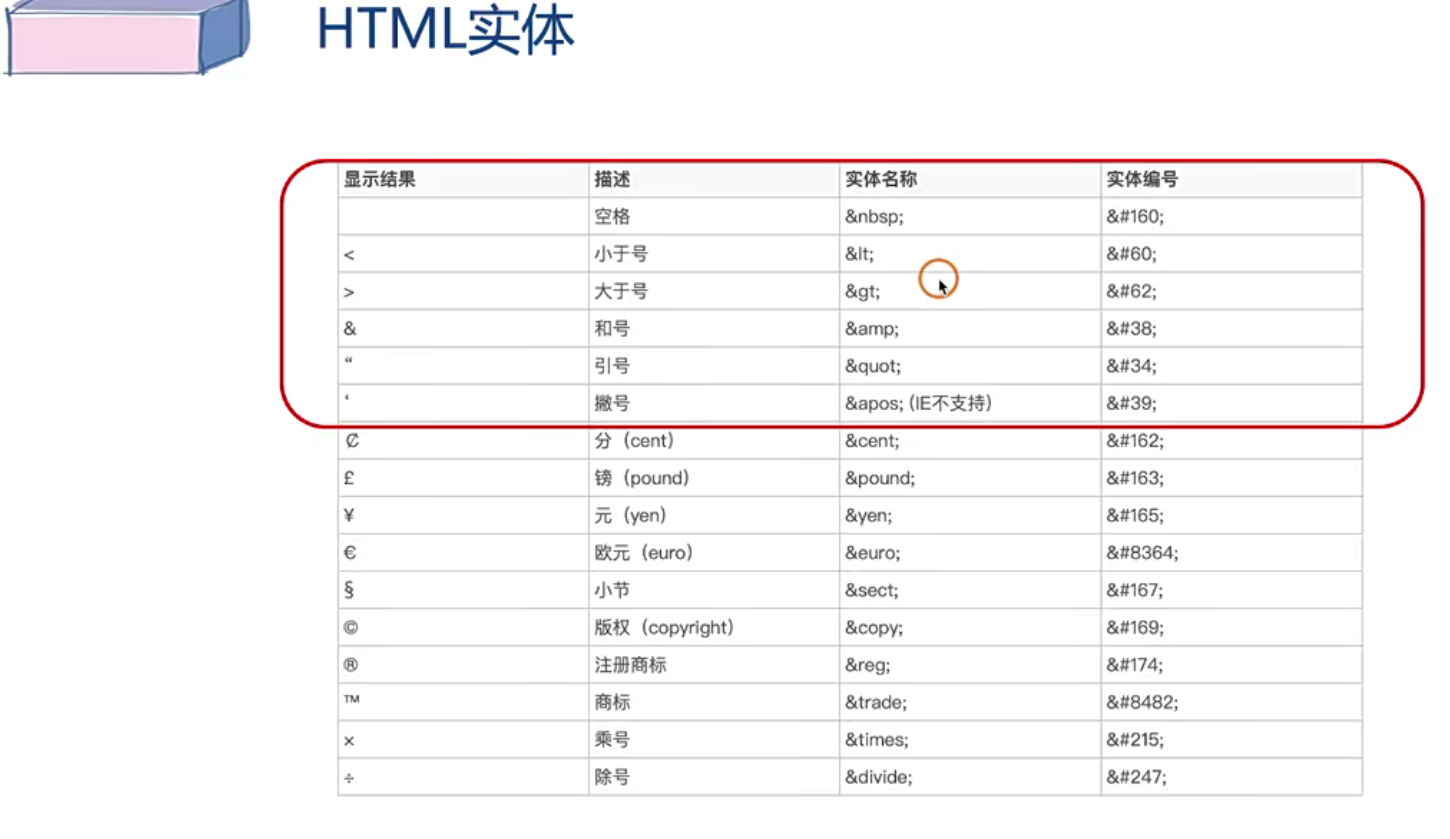 HTML实体
显示结果 描述 实体名称 实体编号
空格 &nbsp; &#160;
< 小于号 &lt; &#60;
> 大于号 &gt; &#62;
& 和号 &amp; &#38;
“ 引号 &quot; &#34;
‘ 撇号 &apos; (IE不支持) &#39;
₵ 分（cent） &cent; &#162;
£ 镑（pound） &pound; &#163;
¥ 元（yen） &yen; &#165;
€ 欧元（euro） &euro; &#8364;
§ 小节 &sect; &#167;
© 版权（copyright） &copy; &#169;
® 注册商标 &reg; &#174;
™ 商标 &trade; &#8482;
× 乘号 &times; &#215;
÷ 除号 &divide; &#247;